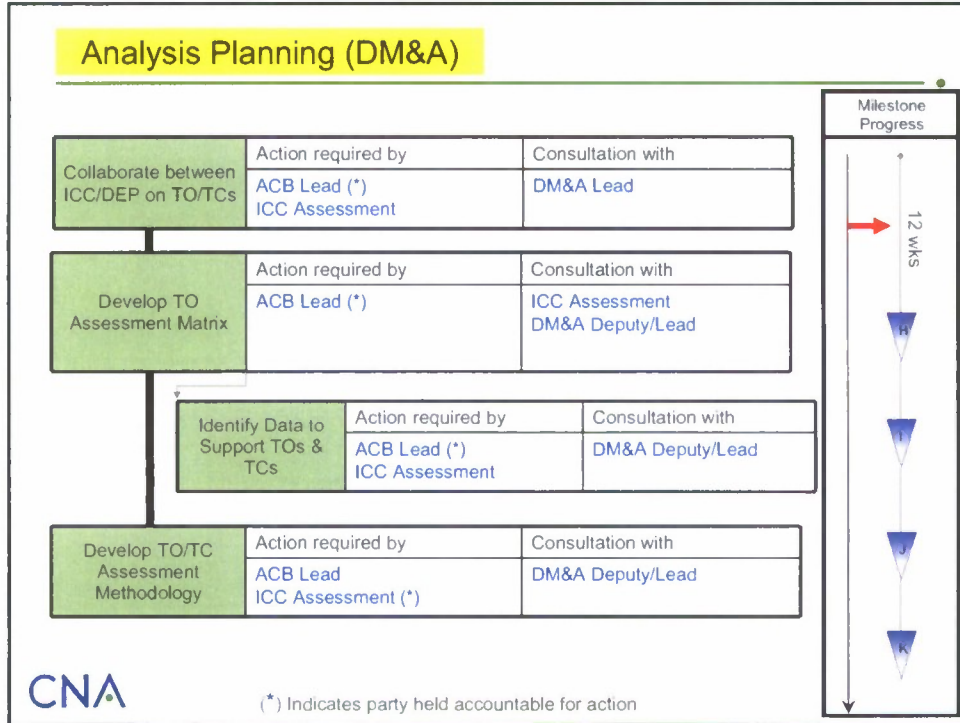 Analysis Planning (DM&A)
Milestone
Progress
Collaborate between
ICC/DEP on TO/TCs
Action required by
Consultation with
ACB Lead (*)
ICC Assessment
DM&A Lead
12 wks
Develop TO
Assessment Matrix
Action required by
Consultation with
ACB Lead (*)
ICC Assessment
DM&A Deputy/Lead
H
Identify Data to
Support TOs &
TCs
Action required by
Consultation with
ACB Lead (*)
ICC Assessment
DM&A Deputy/Lead
I
Develop TO/TC
Assessment
Methodology
Action required by
Consultation with
ACB Lead
ICC Assessment (*)
DM&A Deputy/Lead
J
K
CNA
(*) Indicates party held accountable for action